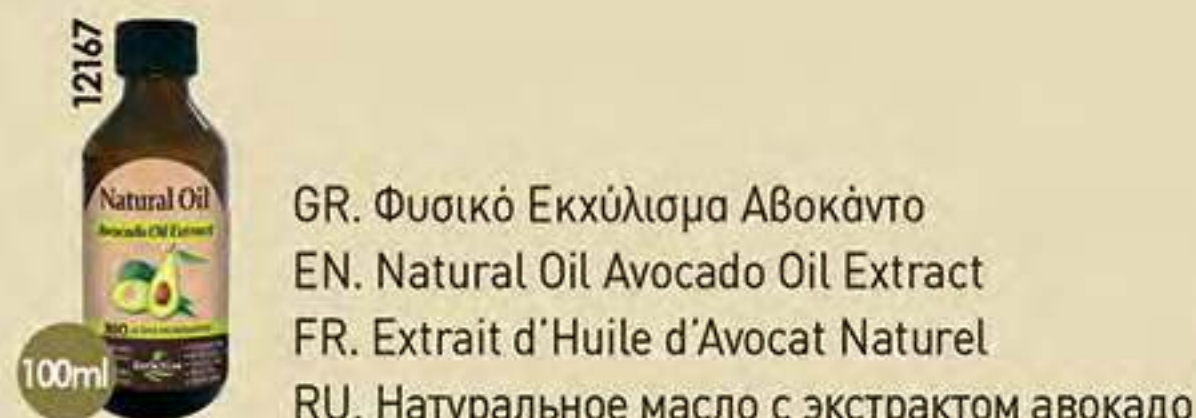 12167
Natural Oil
Avocado Oil Extract
BIO
100ml
GR. Φυσικό Εκχύλισμα Αβοκάντο
EN. Natural Oil Avocado Oil Extract
FR. Extrait d'Huile d'Avocat Naturel
RU. Натуральное масло с экстрактом авокадо